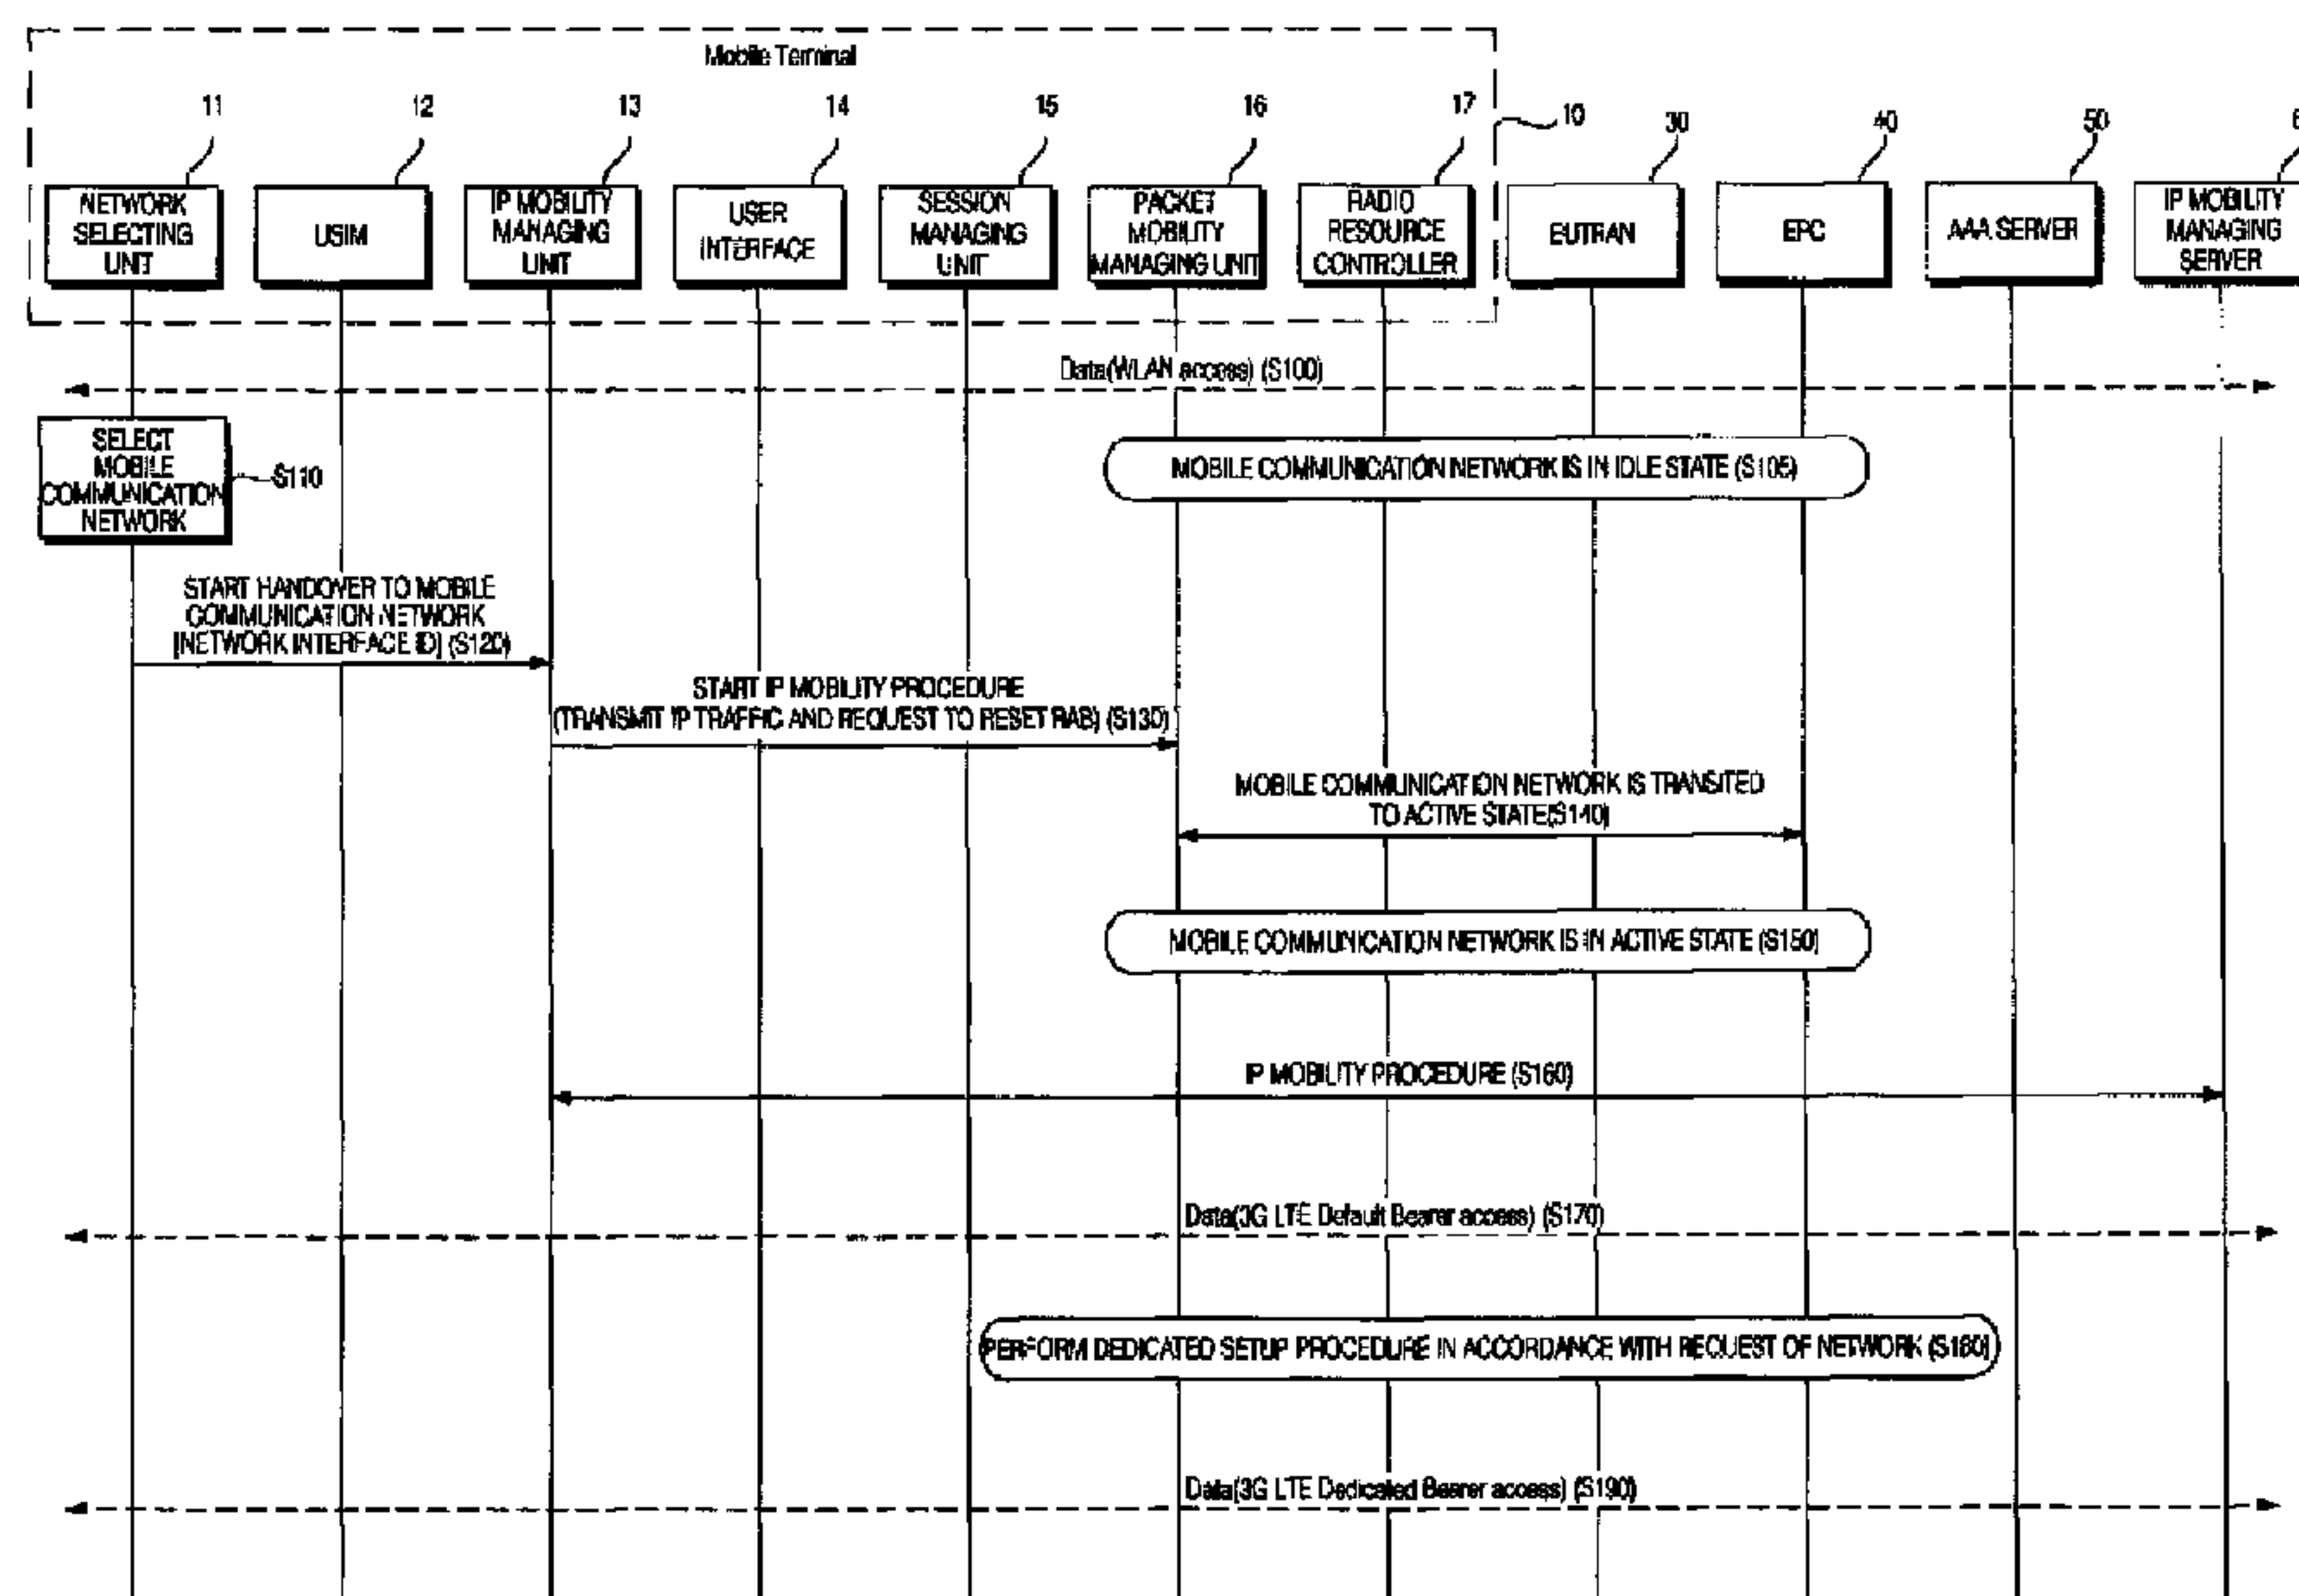 Mobile Terminal
11
12
13
14
15
16
17
10
30
40
50
NETWORK
SELECTING
UNIT
USIM
IP MOBILITY
MANAGING
UNIT
USER
INTERFACE
SESSION
MANAGING
UNIT
PACKET
MOBILITY
MANAGING UNIT
RADIO
RESOURCE
CONTROLLER
EUTRAN
EPC
AAA SERVER
IP MOBILITY
MANAGING
SERVER
Data(WLAN access) (S100)
SELECT
MOBILE
COMMUNICATION
NETWORK
S110
MOBILE COMMUNICATION NETWORK IS IN IDLE STATE (S105)
START HANDOVER TO MOBILE
COMMUNICATION NETWORK
[NETWORK INTERFACE ID] (S120)
START IP MOBILITY PROCEDURE
(TRANSMIT IP TRAFFIC AND REQUEST TO RESET RAB) (S130)
MOBILE COMMUNICATION NETWORK IS TRANSITED
TO ACTIVE STATE(S140)
MOBILE COMMUNICATION NETWORK IS IN ACTIVE STATE (S150)
IP MOBILITY PROCEDURE (S160)
Data(3G LTE Default Bearer access) (S170)
PERFORM DEDICATED SETUP PROCEDURE IN ACCORDANCE WITH REQUEST OF NETWORK (S180)
Data(3G LTE Dedicated Bearer access) (S190)